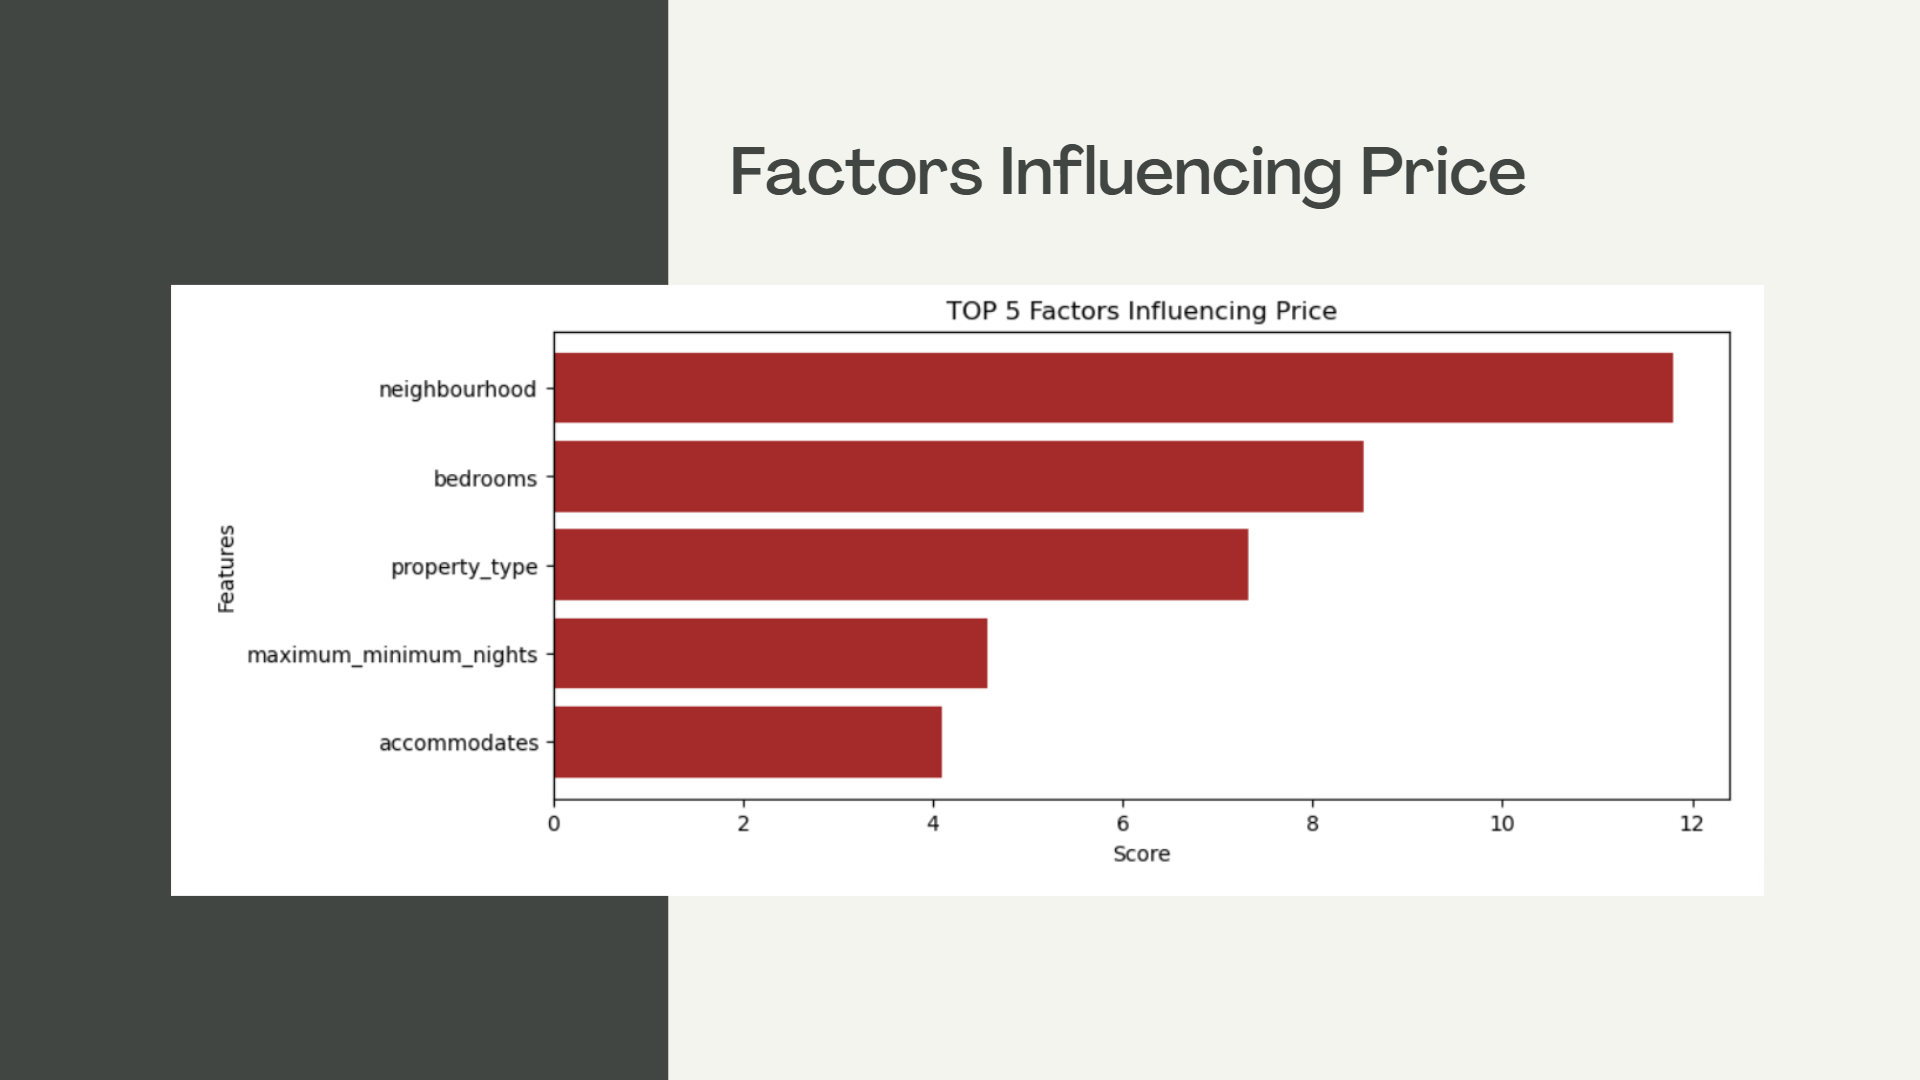 Factors Influencing Price
TOP 5 Factors Influencing Price
Features
neighbourhood
bedrooms
property_type
maximum_minimum_nights
accommodates
0 2 4 6 8 10 12
Score